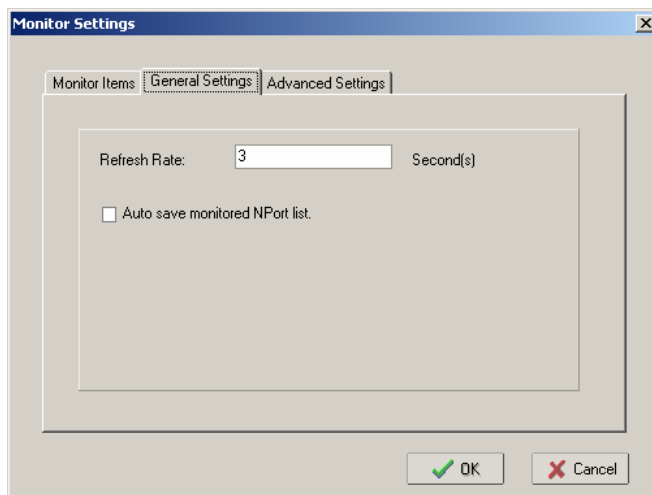 Monitor Settings
Monitor Items General Settings Advanced Settings
Refresh Rate: 3 Second(s)
Auto save monitored NPort list.
OK Cancel